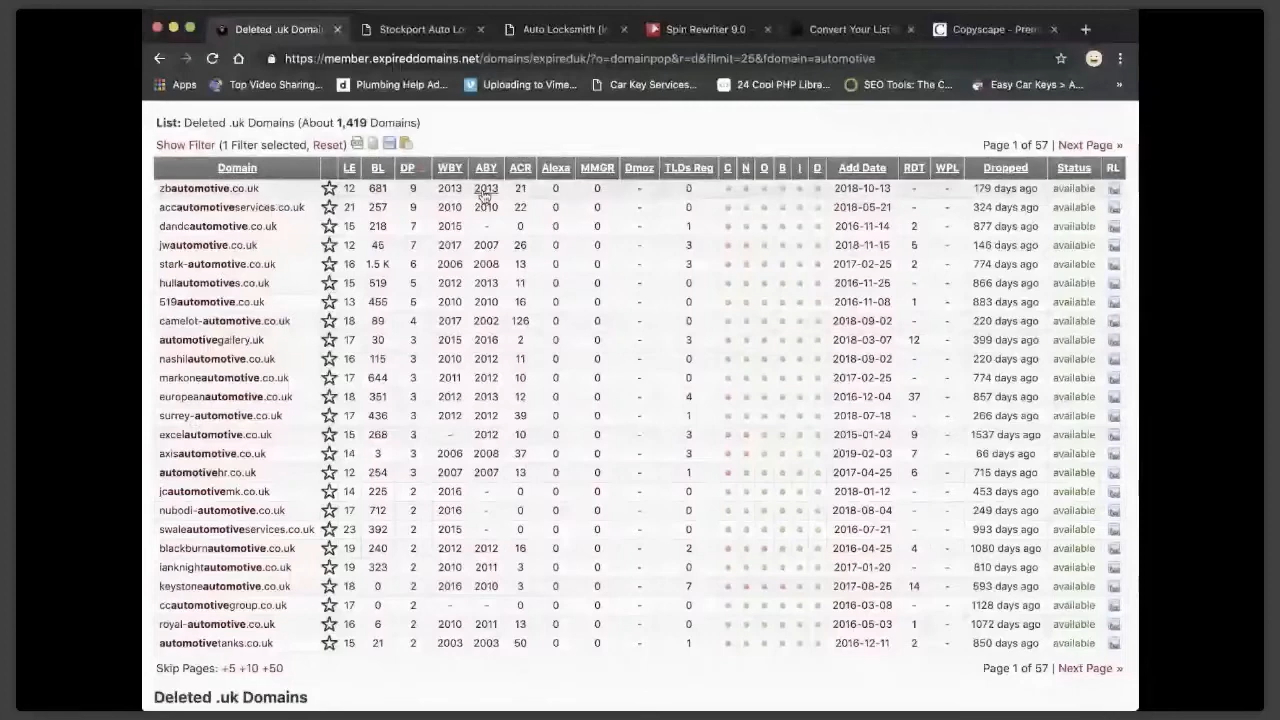 Deleted .uk Domai
Stockport Auto Lo
Auto Locksmith (I
Spin Rewriter 9.0 -
Convert Your List
Copyscape - Prem
https://member.expireddomains.net/domains/expireduk/?o=domainpop&r=d&flimit=25&fdomain=automotive
Apps Top Video Sharing... Plumbing Help Ad... Uploading to Vime... Car Key Services... 24 Cool PHP Libra... SEO Tools: The C... Easy Car Keys > A... »
List: Deleted .uk Domains (About 1,419 Domains)
Show Filter (1 Filter selected, Reset) Page 1 of 57 | Next Page »
Domain LE BL DP WBY ABY ACR Alexa MMGR Dmoz TLDs Reg C N O B I D Add Date RDT WPL Dropped Status RL
zbautomotive.co.uk 12 681 9 2013 2013 21 0 0 - 0 2018-10-13 - - 179 days ago available
accautomotiveservices.co.uk 21 257 9 2010 2010 22 0 0 - 0 2018-05-21 - - 324 days ago available
dandcautomotive.co.uk 15 218 7 2015 - 0 0 0 - 1 2016-11-14 2 - 877 days ago available
jwautomotive.co.uk 12 46 7 2017 2007 26 0 0 - 3 2018-11-15 5 - 146 days ago available
stark-automotive.co.uk 16 1.5 K 6 2006 2008 13 0 0 - 3 2017-02-25 2 - 774 days ago available
hullautomotives.co.uk 15 519 5 2012 2013 11 0 0 - 0 2016-11-25 - - 866 days ago available
519automotive.co.uk 13 456 5 2010 2010 16 0 0 - 0 2016-11-08 1 - 883 days ago available
camelot-automotive.co.uk 18 89 4 2017 2002 126 0 0 - 0 2018-09-02 - - 220 days ago available
automotivegallery.uk 17 30 3 2015 2016 2 0 0 - 3 2018-03-07 12 - 399 days ago available
nashilautomotive.co.uk 16 115 3 2010 2012 11 0 0 - 0 2018-09-02 - - 220 days ago available
markoneautomotive.co.uk 17 644 3 2011 2012 10 0 0 - 0 2017-02-25 - - 774 days ago available
europeanautomotive.co.uk 18 351 3 2012 2013 12 0 0 - 4 2016-12-04 37 - 857 days ago available
surrey-automotive.co.uk 17 436 3 2012 2012 39 0 0 - 1 2018-07-18 - - 266 days ago available
excelautomotive.co.uk 15 268 3 - 2012 10 0 0 - 3 2015-01-24 9 - 1537 days ago available
axisautomotive.co.uk 14 3 3 2006 2008 37 0 0 - 3 2019-02-03 7 - 66 days ago available
automotivehr.co.uk 12 254 3 2007 2007 13 0 0 - 1 2017-04-25 6 - 715 days ago available
jcautomotivemk.co.uk 14 225 2 2016 - 0 0 0 - 0 2018-01-12 - - 453 days ago available
nubodi-automotive.co.uk 17 712 2 2016 - 0 0 0 - 0 2018-08-04 - - 249 days ago available
swaleautomotiveservices.co.uk 23 392 2 2015 - 0 0 0 - 0 2016-07-21 - - 993 days ago available
blackburnautomotive.co.uk 19 240 2 2012 2012 16 0 0 - 2 2016-04-25 4 - 1080 days ago available
ianknightautomotive.co.uk 19 323 2 2010 2011 3 0 0 - 0 2017-01-20 - - 810 days ago available
keystoneautomotive.co.uk 18 0 2 2016 2010 3 0 0 - 7 2017-08-25 14 - 593 days ago available
ccautomotivegroup.co.uk 17 0 2 - - 0 0 0 - 0 2016-03-08 - - 1128 days ago available
royal-automotive.co.uk 16 6 2 2010 2011 13 0 0 - 0 2016-05-03 1 - 1072 days ago available
automotivetanks.co.uk 15 21 2 2003 2003 50 0 0 - 1 2016-12-11 2 - 850 days ago available
Skip Pages: +5 +10 +50 Page 1 of 57 | Next Page »
Deleted .uk Domains